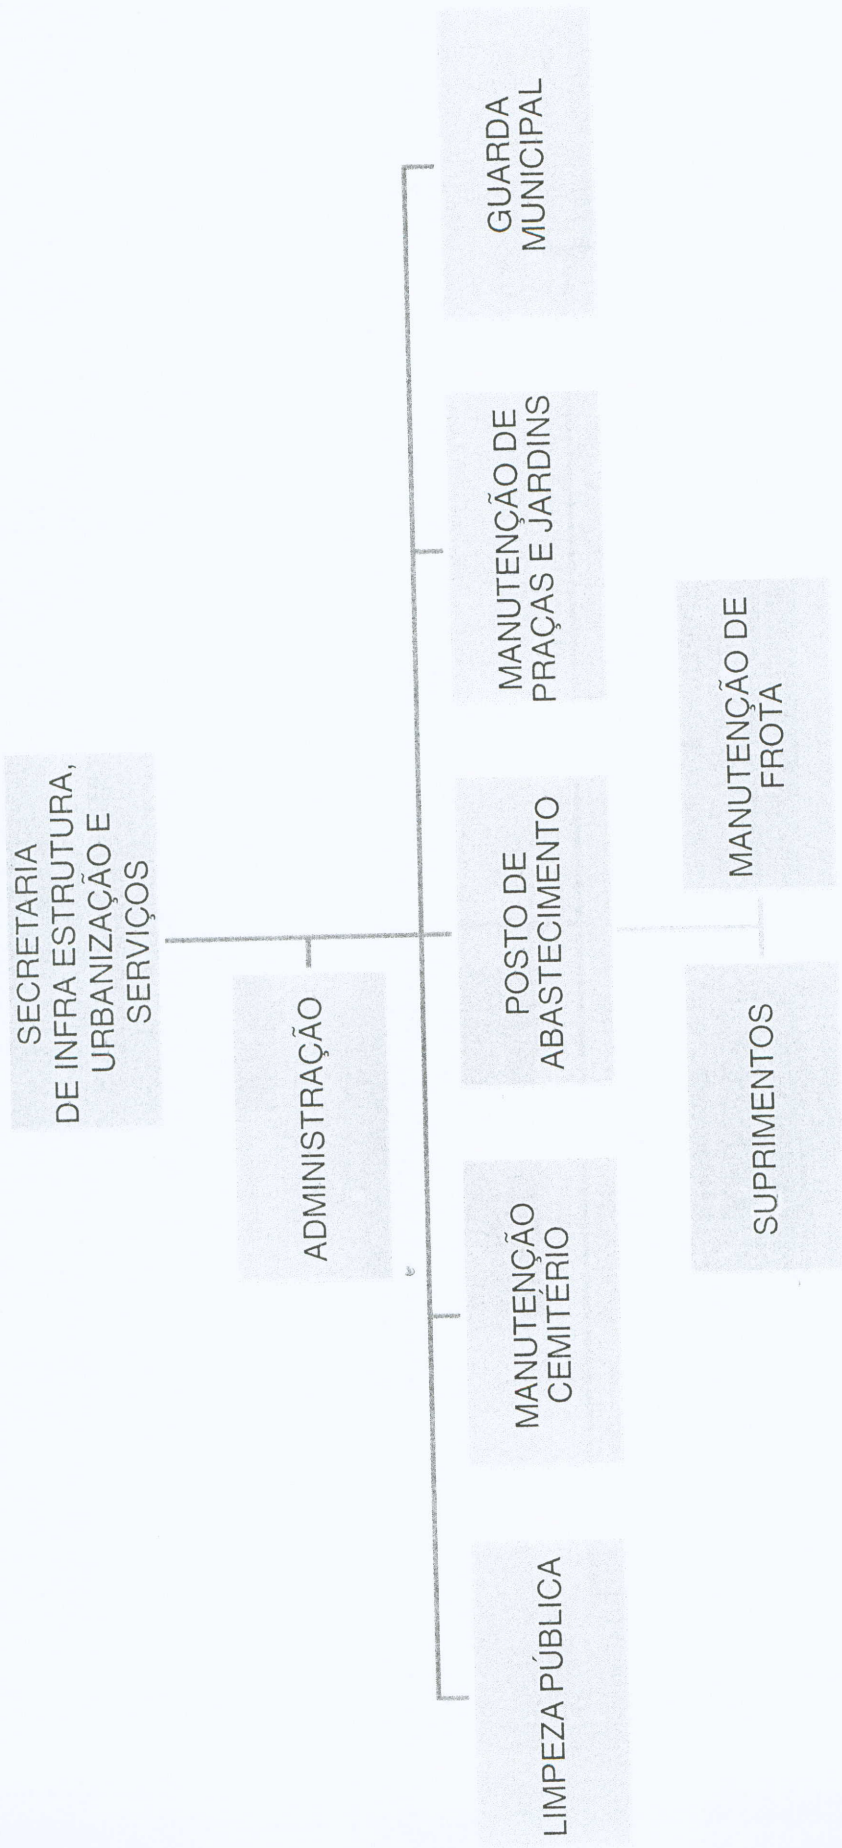 SECRETARIA
DE INFRA ESTRUTURA,
URBANIZAÇÃO E
SERVIÇOS
ADMINISTRAÇÃO
LIMPEZA PÚBLICA
MANUTENÇÃO
CEMITÉRIO
POSTO DE
ABASTECIMENTO
MANUTENÇÃO DE
PRAÇAS E JARDINS
GUARDA
MUNICIPAL
SUPRIMENTOS
MANUTENÇÃO DE
FROTA